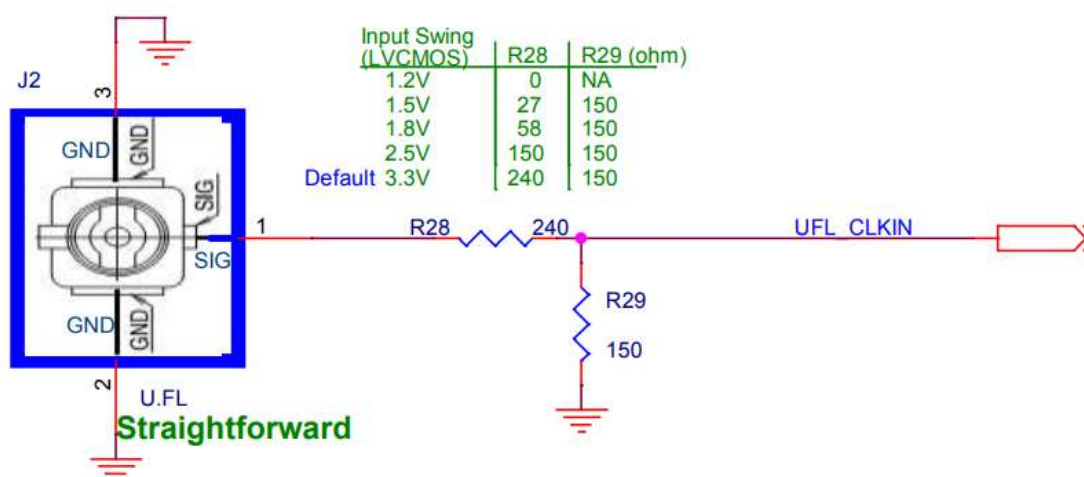 Input Swing
(LVCMOS) R28 R29 (ohm)
1.2V 0 NA
1.5V 27 150
1.8V 58 150
2.5V 150 150
Default 3.3V 240 150
J2
3
GND
GND
SIG
1
SIG
GND
GND
2
U.FL
Straightforward
R28 240
UFL_CLKIN
R29
150